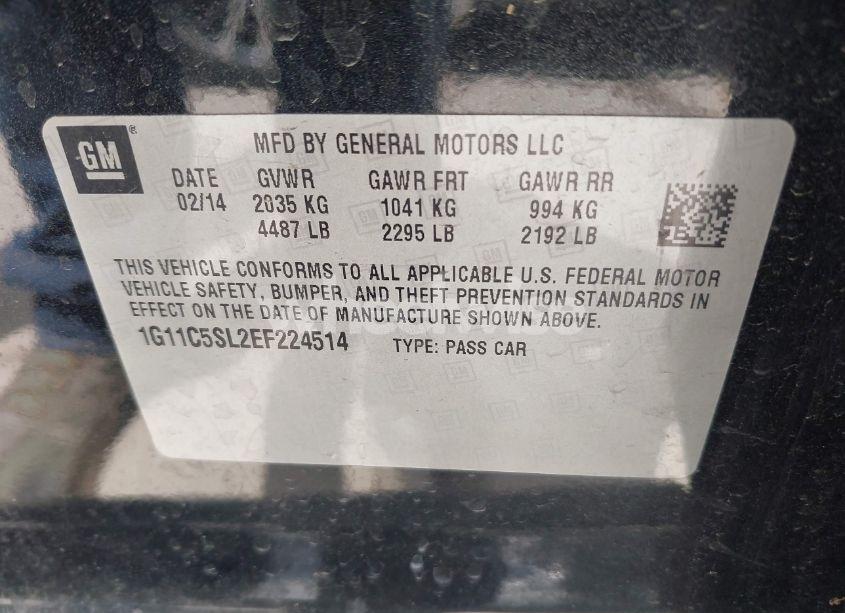 GM ®
MFD BY GENERAL MOTORS LLC
DATE GVWR GAWR FRT GAWR RR
02/14 2035 KG 1041 KG 994 KG
4487 LB 2295 LB 2192 LB
THIS VEHICLE CONFORMS TO ALL APPLICABLE U.S. FEDERAL MOTOR
VEHICLE SAFETY, BUMPER, AND THEFT PREVENTION STANDARDS IN
EFFECT ON THE DATE OF MANUFACTURE SHOWN ABOVE.
1G11C5SL2EF224514 TYPE: PASS CAR